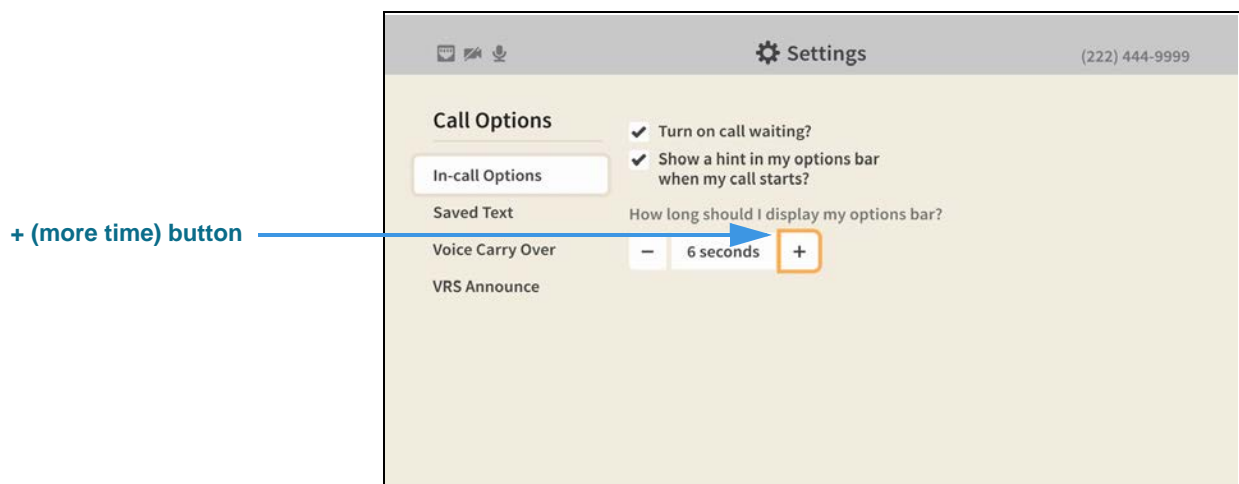 Settings
(222) 444-9999
Call Options
In-call Options
Saved Text
Voice Carry Over
VRS Announce
Turn on call waiting?
Show a hint in my options bar
when my call starts?
How long should I display my options bar?
− 6 seconds +
+ (more time) button